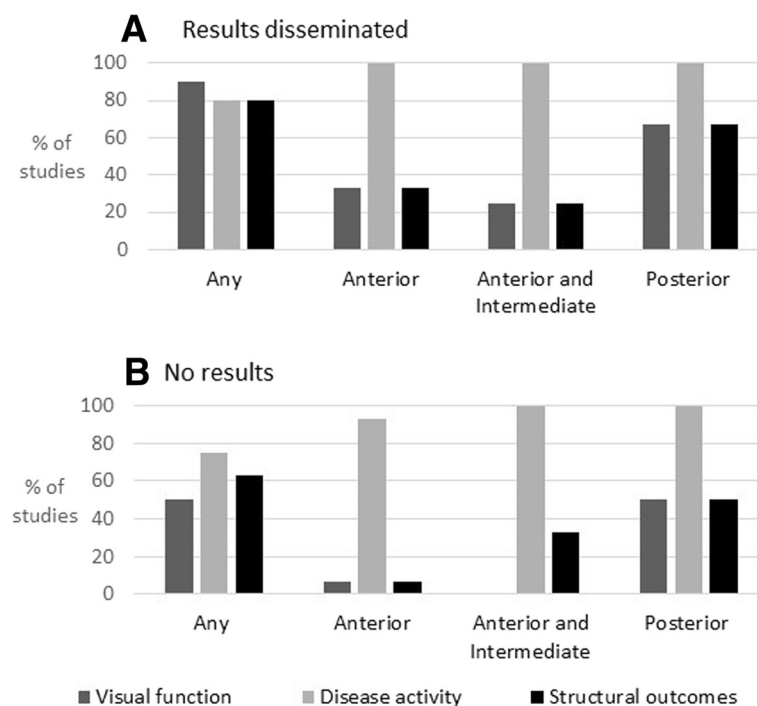 A Results disseminated
100
80
60
40
20
0
% of
studies
Any Anterior Anterior and Posterior
Intermediate
B No results
100
80
60
40
20
0
% of
studies
Any Anterior Anterior and Posterior
Intermediate
Visual function Disease activity Structural outcomes